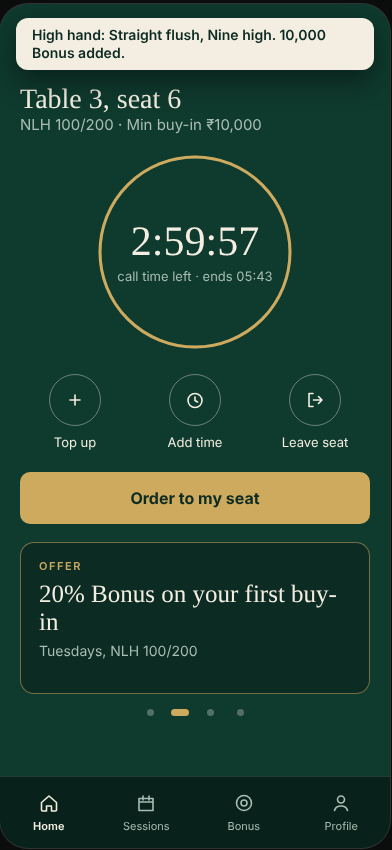 High hand: Straight flush, Nine high. 10,000
Bonus added.
Table 3, seat 6
NLH 100/200 · Min buy-in ₹10,000
2:59:57
call time left · ends 05:43
Top up
Add time
Leave seat
Order to my seat
OFFER
20% Bonus on your first buy-
in
Tuesdays, NLH 100/200
Home
Sessions
Bonus
Profile